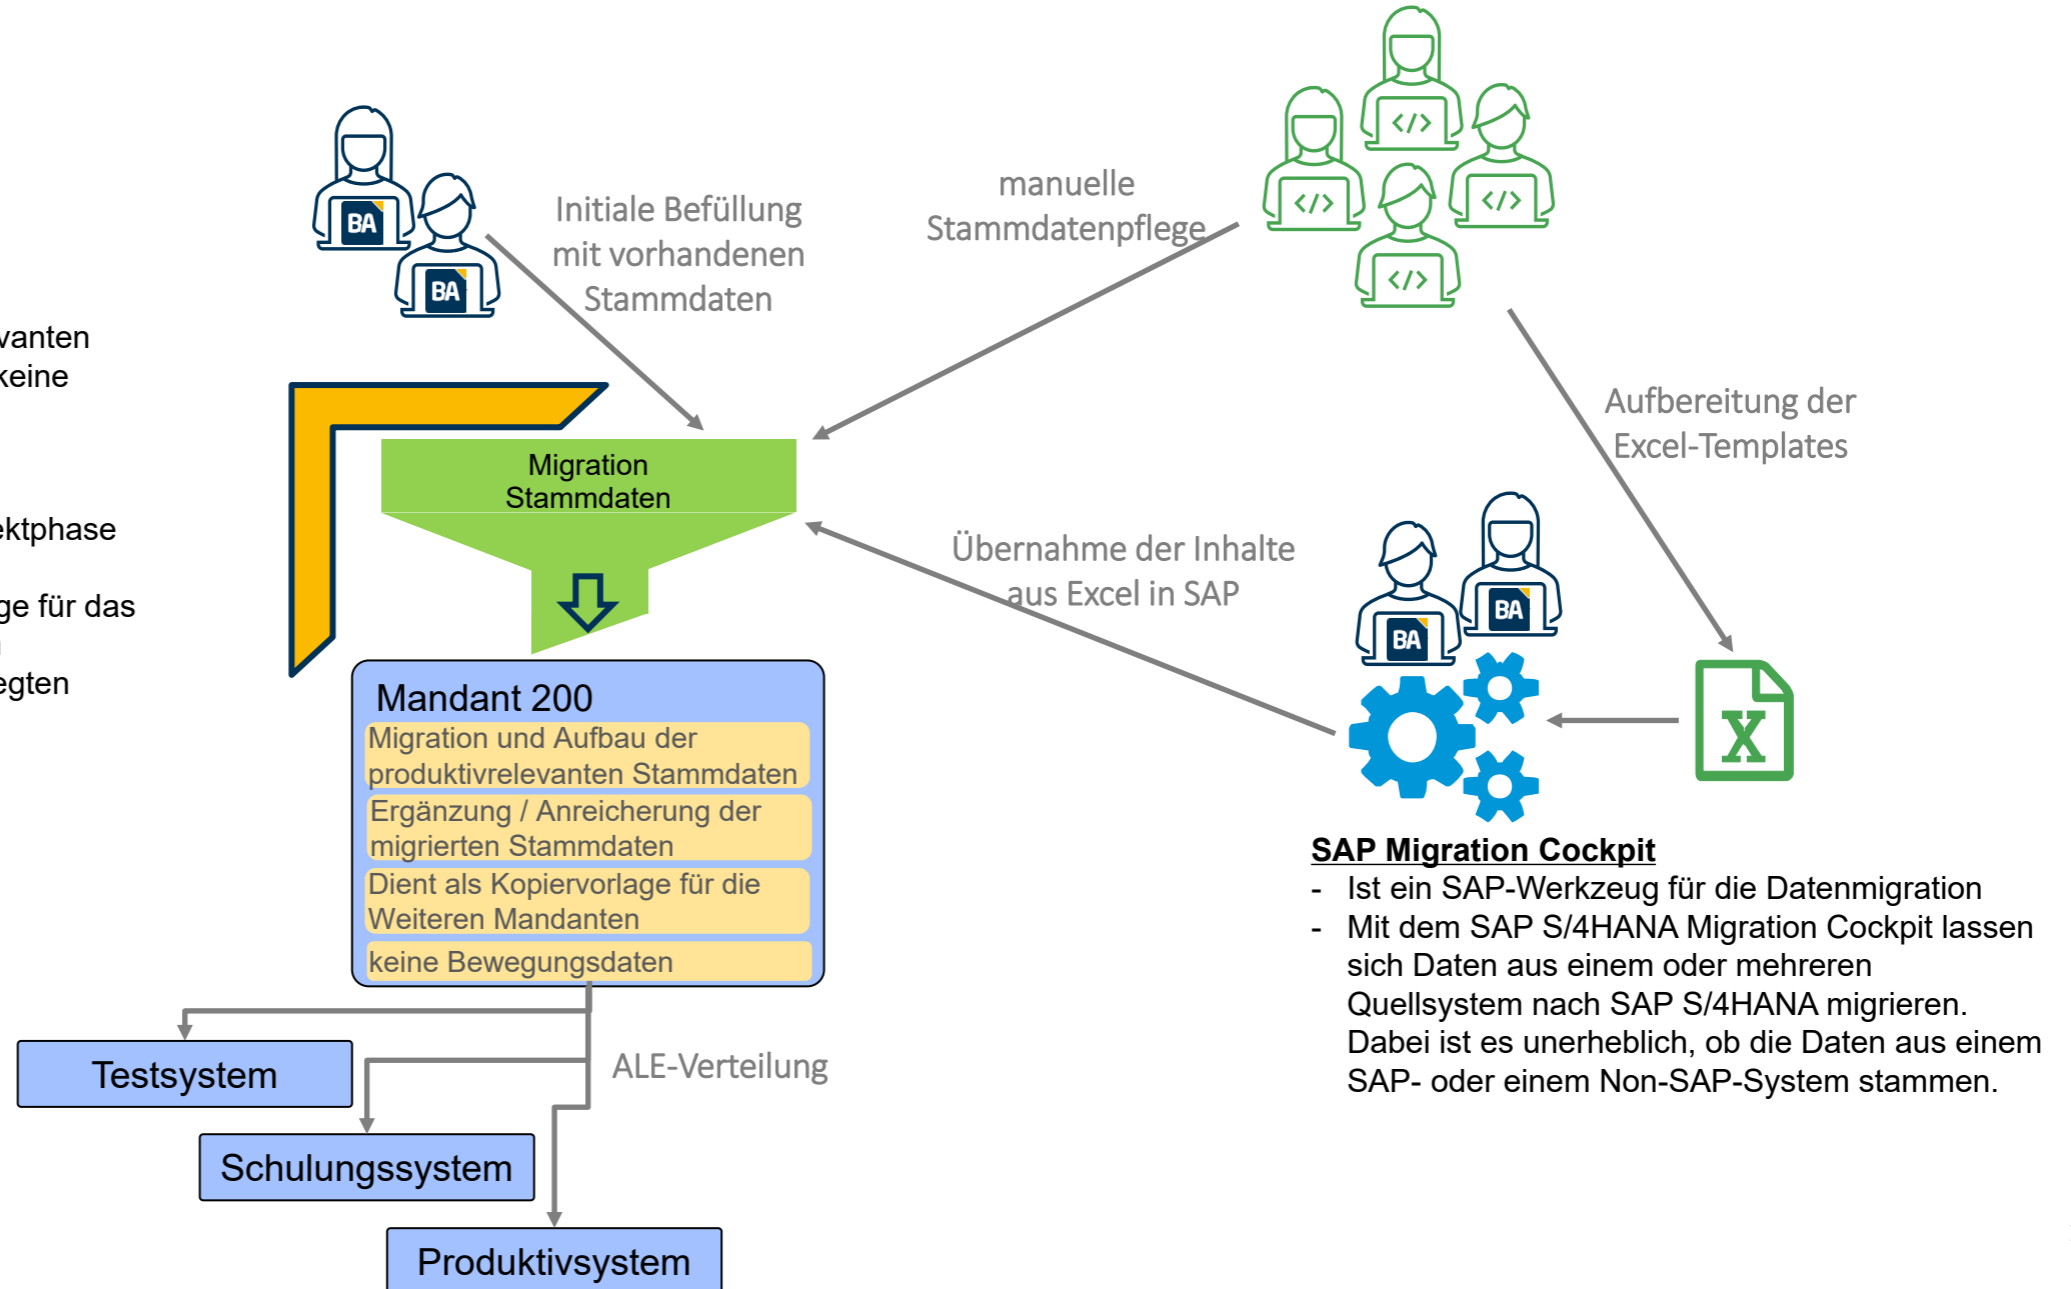 Initiale Befüllung
mit vorhandenen
Stammdaten
manuelle
Stammdatenpflege
BA
BA
</>
</>
</>
</>
keine
Aufbereitung der
Excel-Templates
Migration
Stammdaten
Übernahme der Inhalte
aus Excel in SAP
BA
BA
X
ge für das
Mandant 200
Migration und Aufbau der
produktivrelevanten Stammdaten
Ergänzung / Anreicherung der
migrierten Stammdaten
Dient als Kopiervorlage für die
Weiteren Mandanten
keine Bewegungsdaten
SAP Migration Cockpit
- Ist ein SAP-Werkzeug für die Datenmigration
- Mit dem SAP S/4HANA Migration Cockpit lassen
sich Daten aus einem oder mehreren
Quellsystem nach SAP S/4HANA migrieren.
Dabei ist es unerheblich, ob die Daten aus einem
SAP- oder einem Non-SAP-System stammen.
ALE-Verteilung
Testsystem
Schulungssystem
Produktivsystem